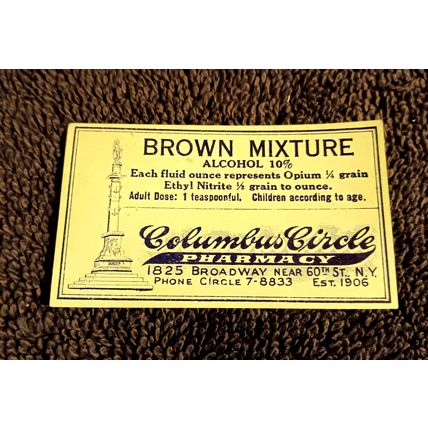 BROWN MIXTURE
ALCOHOL 10%
Each fluid ounce represents Opium ¼ grain
Ethyl Nitrite ½ grain to ounce.
Adult Dose: 1 teaspoonful. Children according to age.
Columbus Circle
PHARMACY
1825 BROADWAY NEAR 60TH ST., N.Y.
PHONE CIRCLE 7-8833 EST. 1906